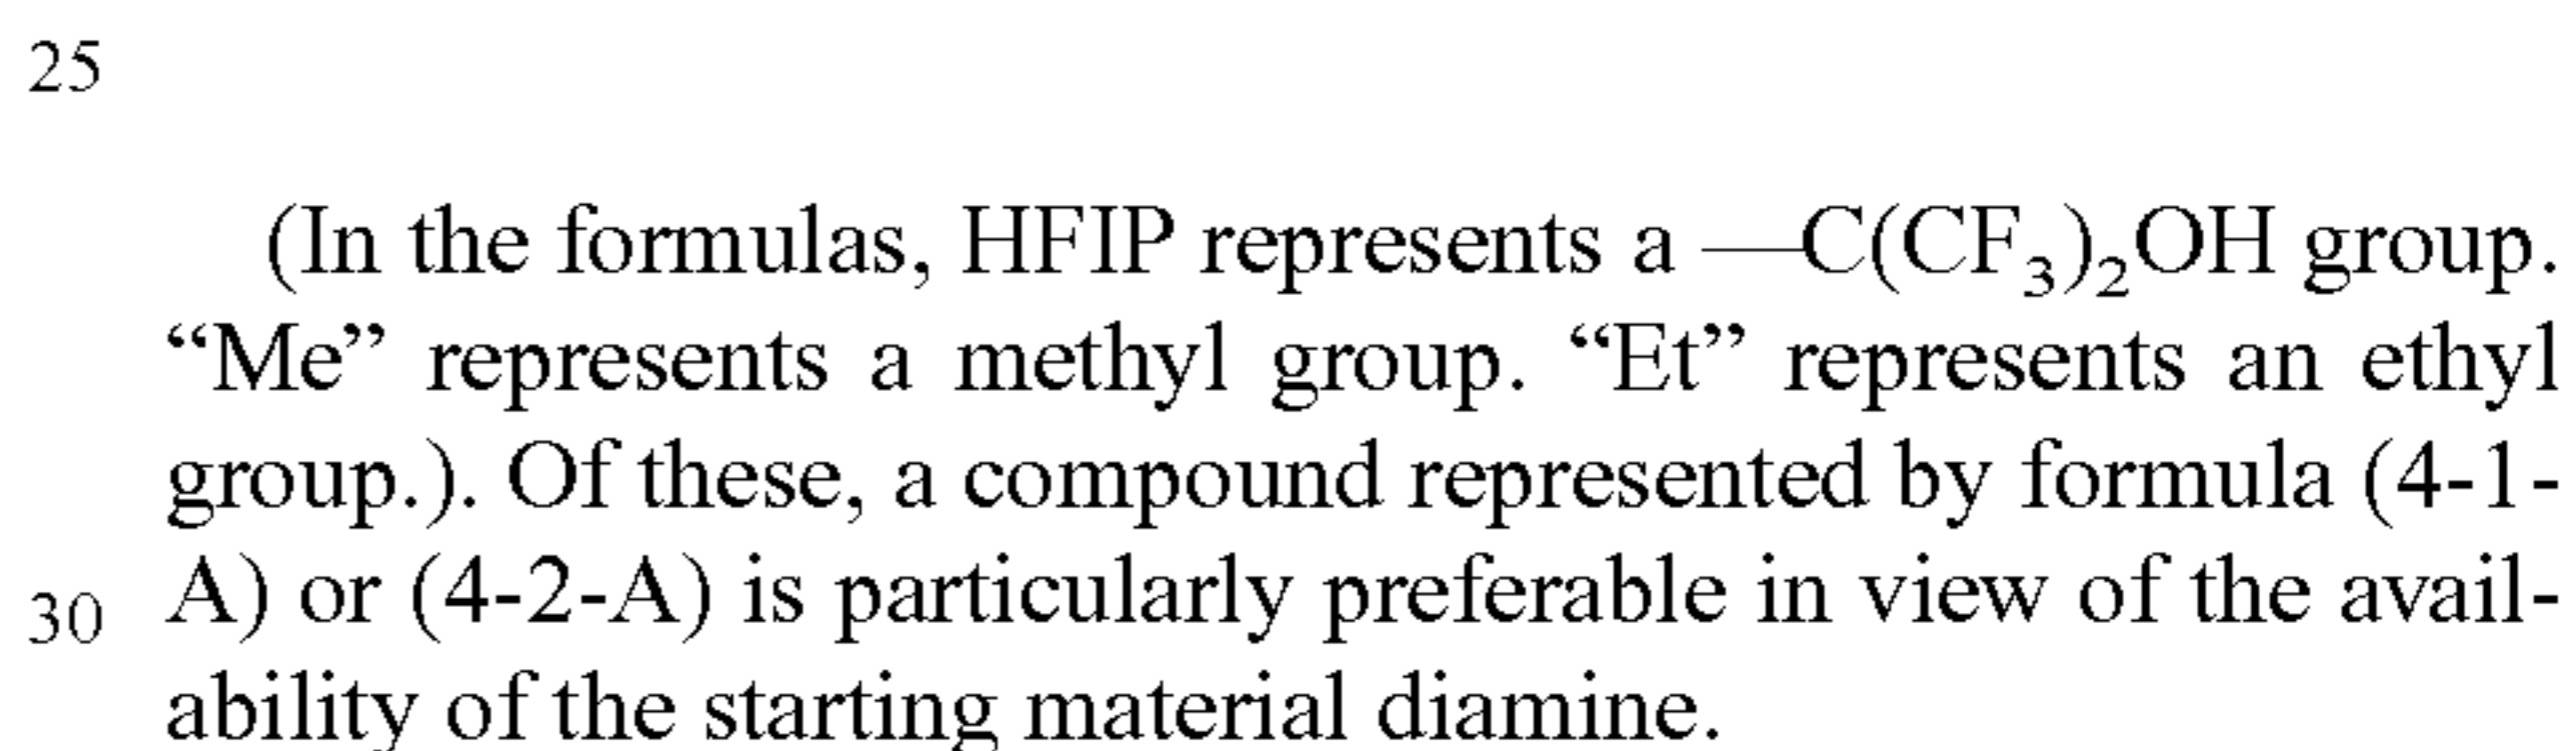 25
(In the formulas, HFIP represents a —C(CF₃)₂OH group.
“Me” represents a methyl group. “Et” represents an ethyl
group.). Of these, a compound represented by formula (4-1-
30 A) or (4-2-A) is particularly preferable in view of the avail-
ability of the starting material diamine.